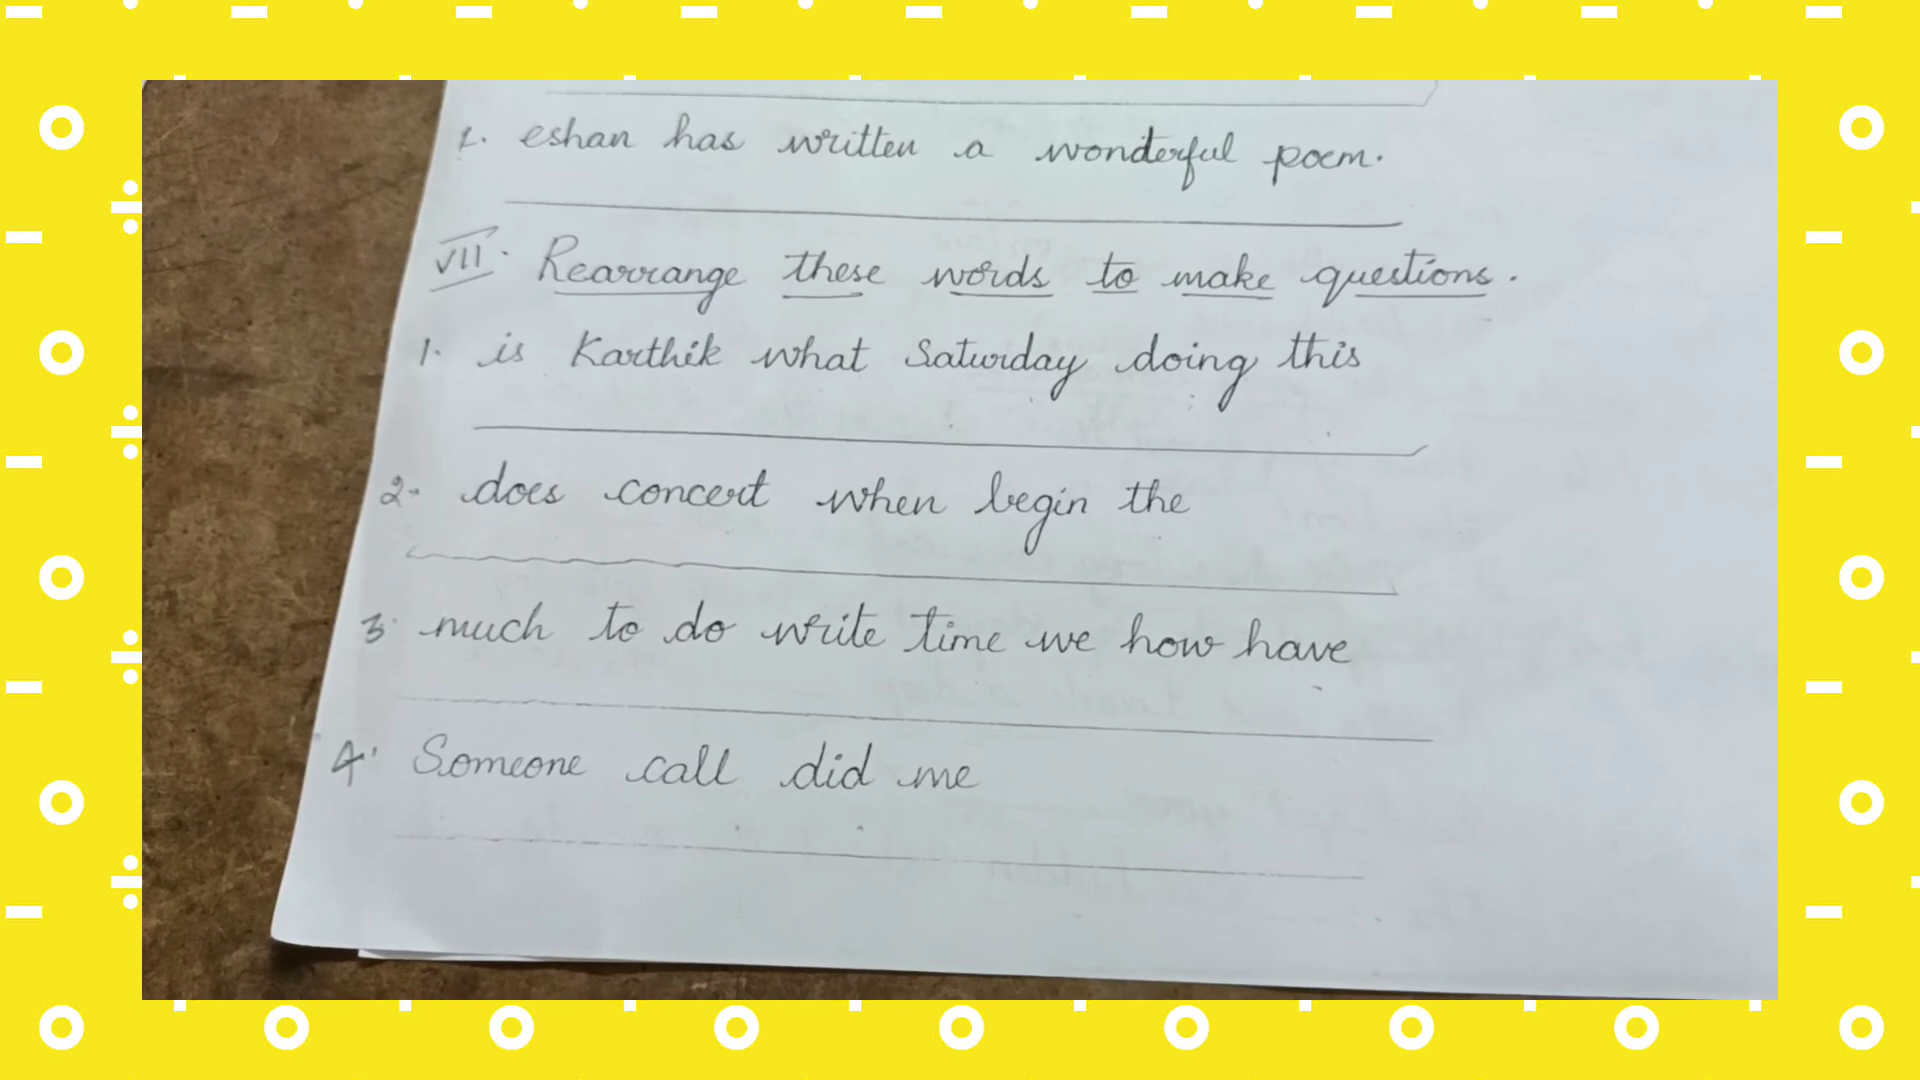 2. eshan has written a wonderful poem.
VII. Rearrange these words to make questions.
1. is Karthik what Saturday doing this
2. does concert when begin the
3. much to do write time we how have
4. Someone call did me